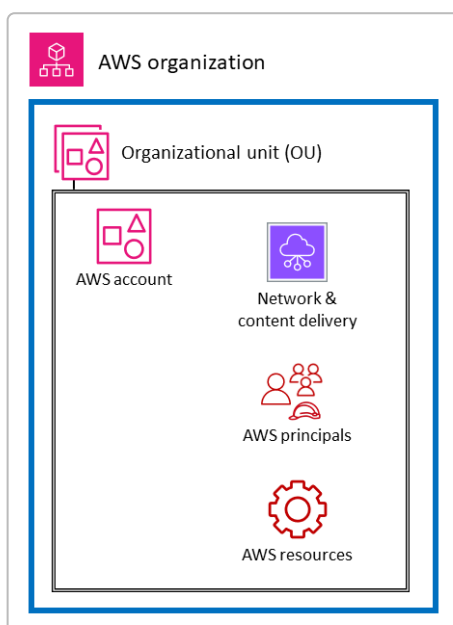 AWS organization
Organizational unit (OU)
AWS account
Network &
content delivery
AWS principals
AWS resources